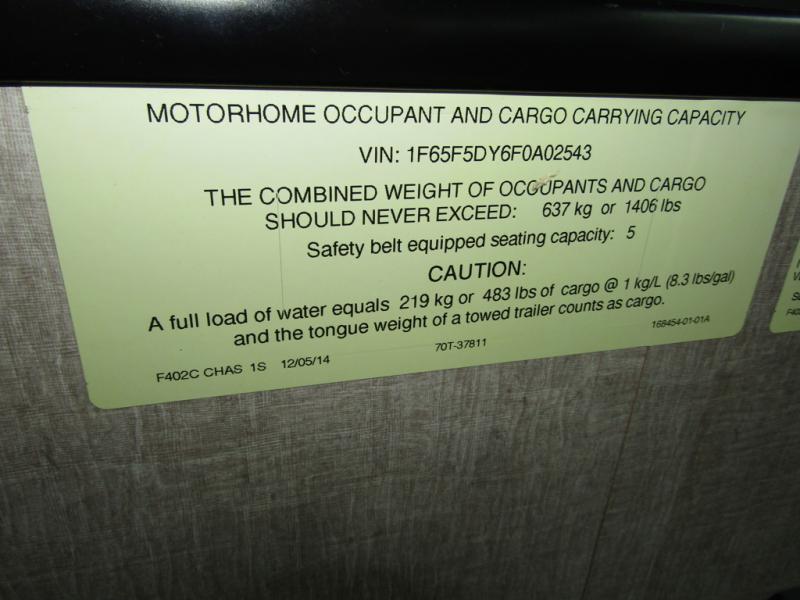 MOTORHOME OCCUPANT AND CARGO CARRYING CAPACITY
VIN: 1F65F5DY6F0A02543
THE COMBINED WEIGHT OF OCCUPANTS AND CARGO
SHOULD NEVER EXCEED: 637 kg or 1406 lbs
Safety belt equipped seating capacity: 5
CAUTION:
A full load of water equals 219 kg or 483 lbs of cargo @ 1 kg/L (8.3 lbs/gal)
and the tongue weight of a towed trailer counts as cargo.
F402C CHAS 1S 12/05/14 70T-37811 168454-01-01A